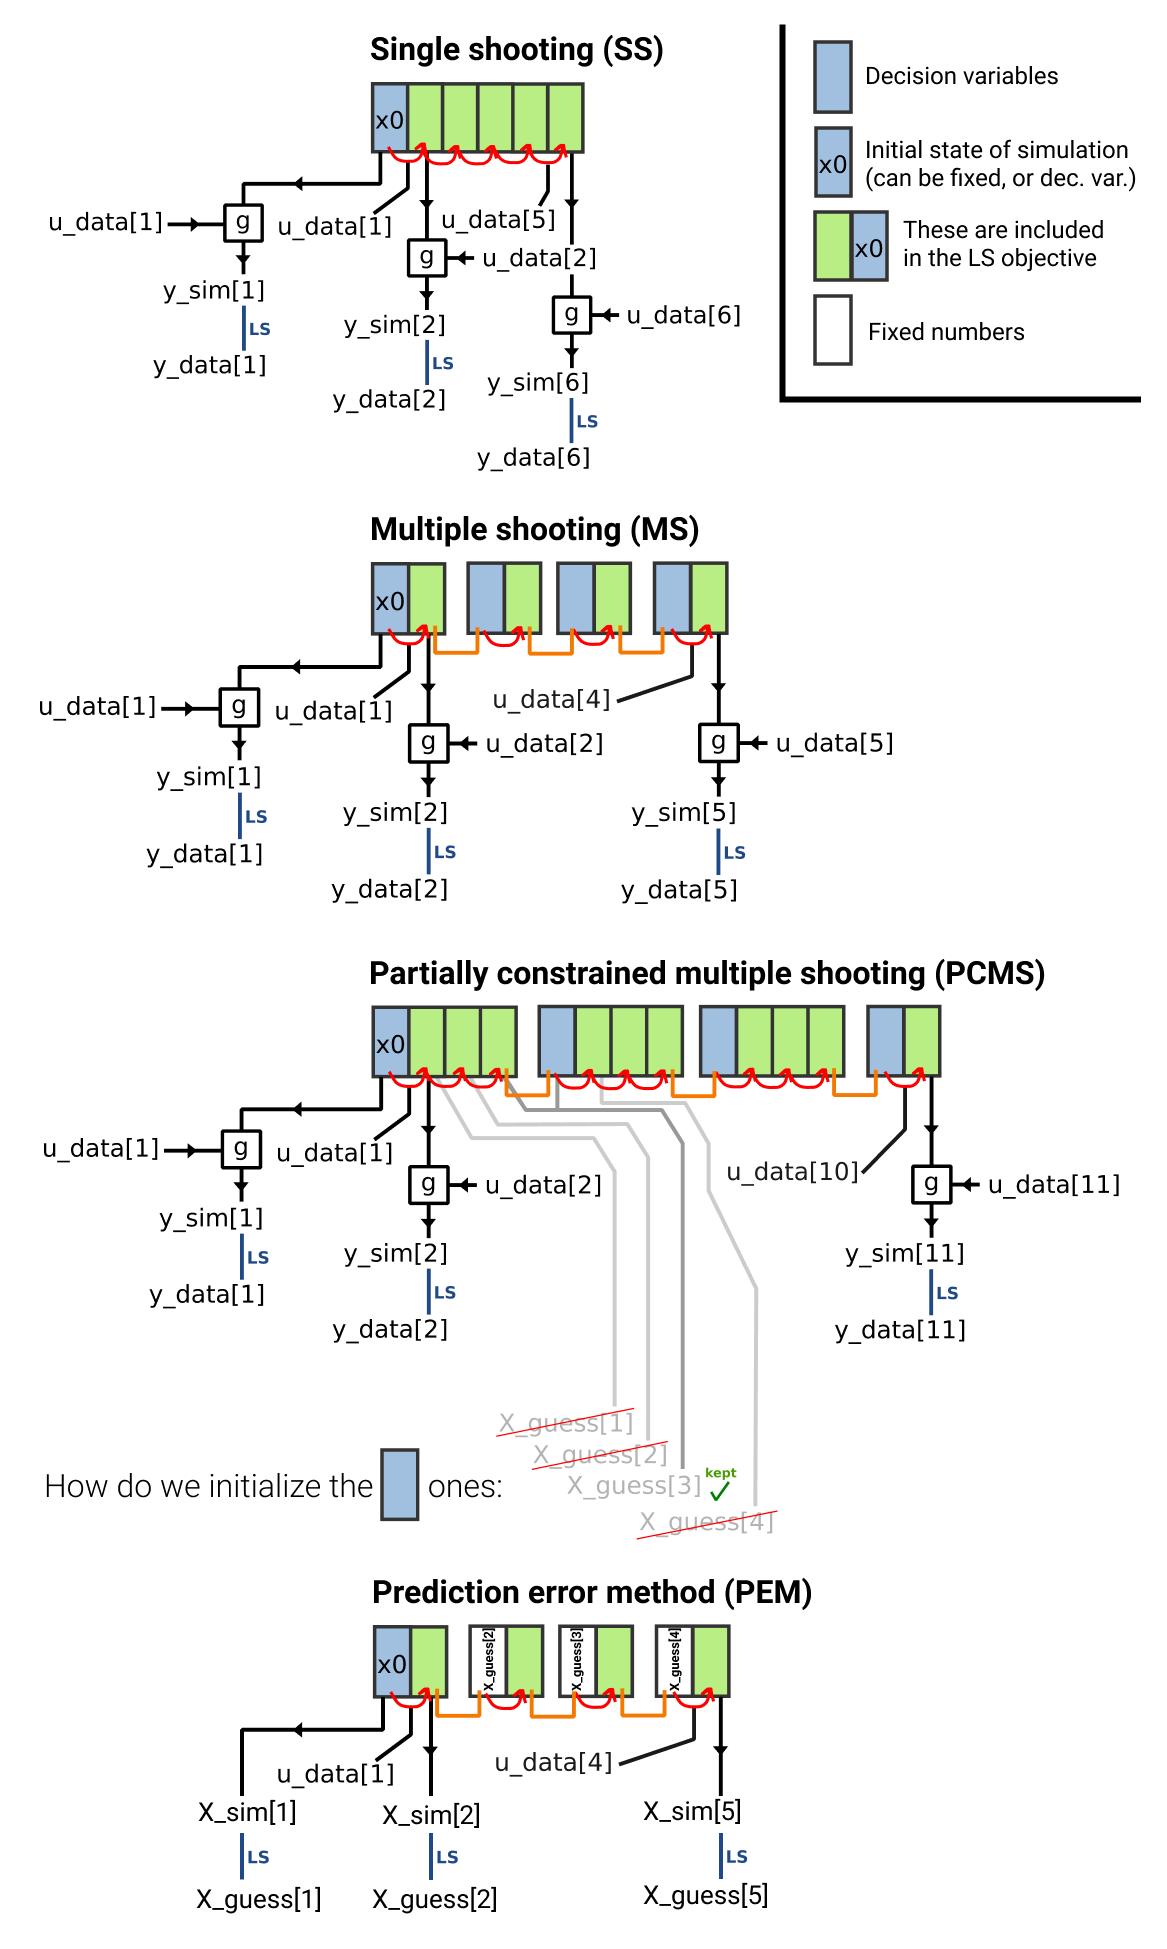 Single shooting (SS)
x0
u_data[1]
g
u_data[1]
u_data[5]
g
u_data[2]
y_sim[1]
LS
y_data[1]
g
u_data[6]
y_sim[2]
LS
y_data[2]
y_sim[6]
LS
y_data[6]
Decision variables
x0
Initial state of simulation
(can be fixed, or dec. var.)
x0
These are included
in the LS objective
Fixed numbers
Multiple shooting (MS)
x0
u_data[1]
g
u_data[1]
u_data[4]
g
u_data[2]
g
u_data[5]
y_sim[1]
LS
y_data[1]
y_sim[2]
LS
y_data[2]
y_sim[5]
LS
y_data[5]
Partially constrained multiple shooting (PCMS)
x0
u_data[1]
g
u_data[1]
u_data[10]
g
u_data[2]
g
u_data[11]
y_sim[1]
LS
y_data[1]
y_sim[2]
LS
y_data[2]
y_sim[11]
LS
y_data[11]
X_guess[1]
X_guess[2]
X_guess[3]
kept
X_guess[4]
How do we initialize the ones:
Prediction error method (PEM)
x0
X_guess[2]
X_guess[3]
X_guess[4]
u_data[1]
u_data[4]
X_sim[1]
LS
X_guess[1]
X_sim[2]
LS
X_guess[2]
X_sim[5]
LS
X_guess[5]